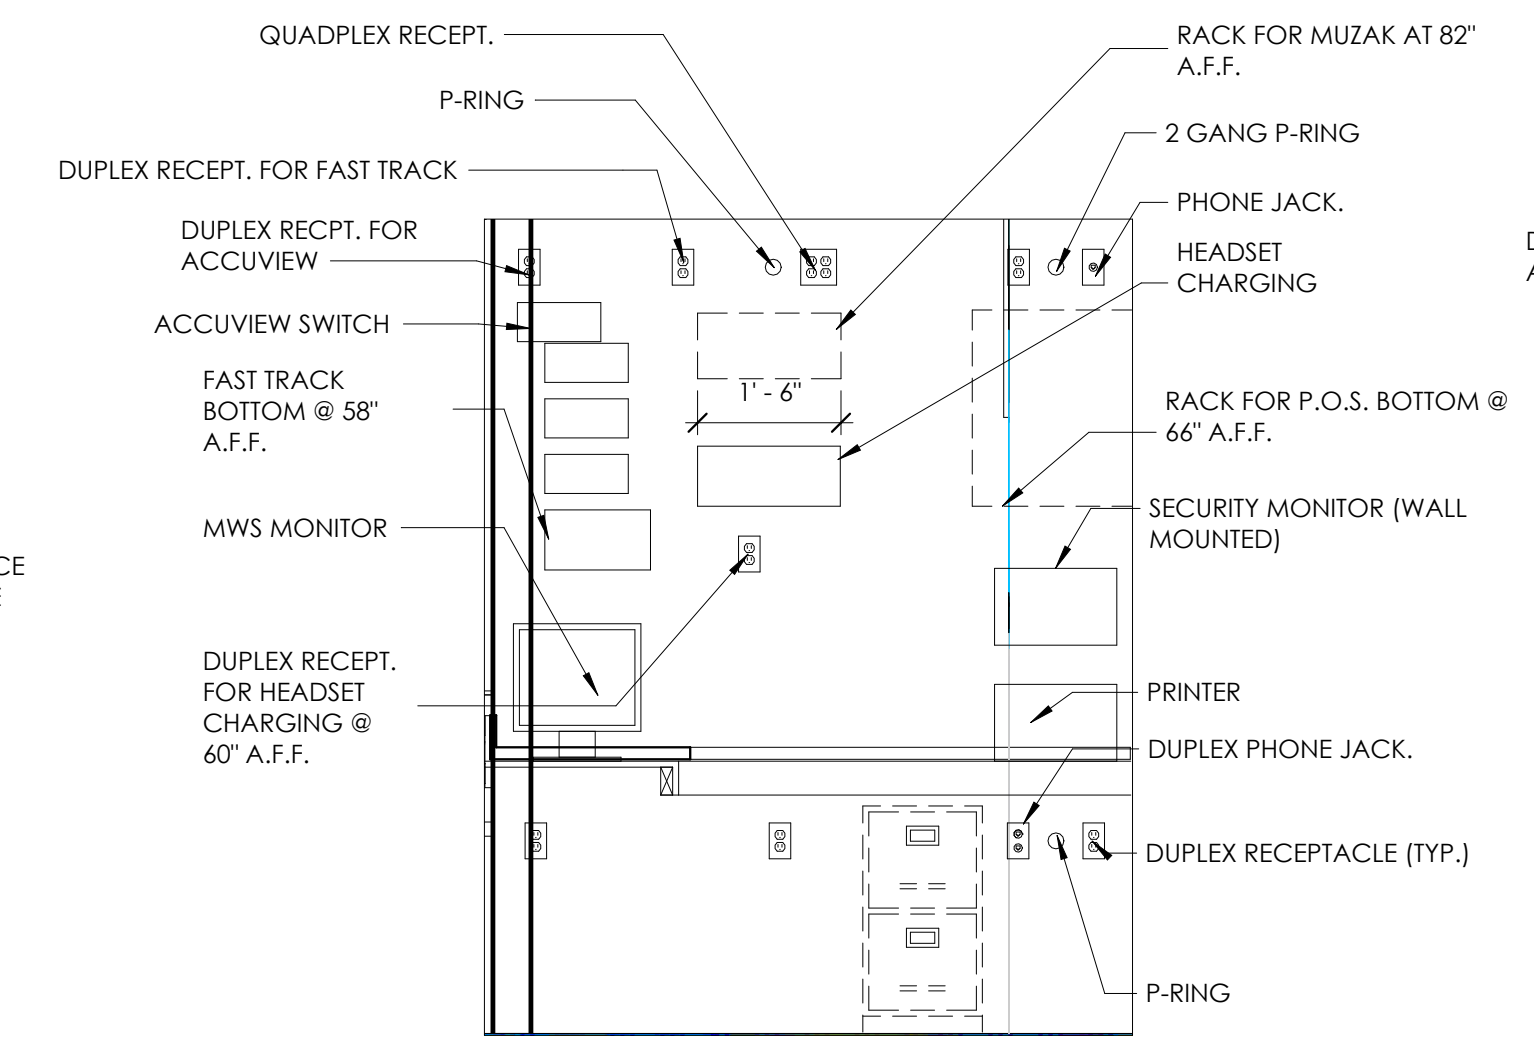 QUADPLEX RECEPT.
P-RING
DUPLEX RECEPT. FOR FAST TRACK
DUPLEX RECPT. FOR
ACCUVIEW
ACCUVIEW SWITCH
FAST TRACK
BOTTOM @ 58"
A.F.F.
MWS MONITOR
DUPLEX RECEPT.
FOR HEADSET
CHARGING @
60" A.F.F.
1' - 6"
RACK FOR MUZAK AT 82"
A.F.F.
2 GANG P-RING
PHONE JACK.
HEADSET
CHARGING
RACK FOR P.O.S. BOTTOM @
66" A.F.F.
SECURITY MONITOR (WALL
MOUNTED)
PRINTER
DUPLEX PHONE JACK.
DUPLEX RECEPTACLE (TYP.)
P-RING
CE